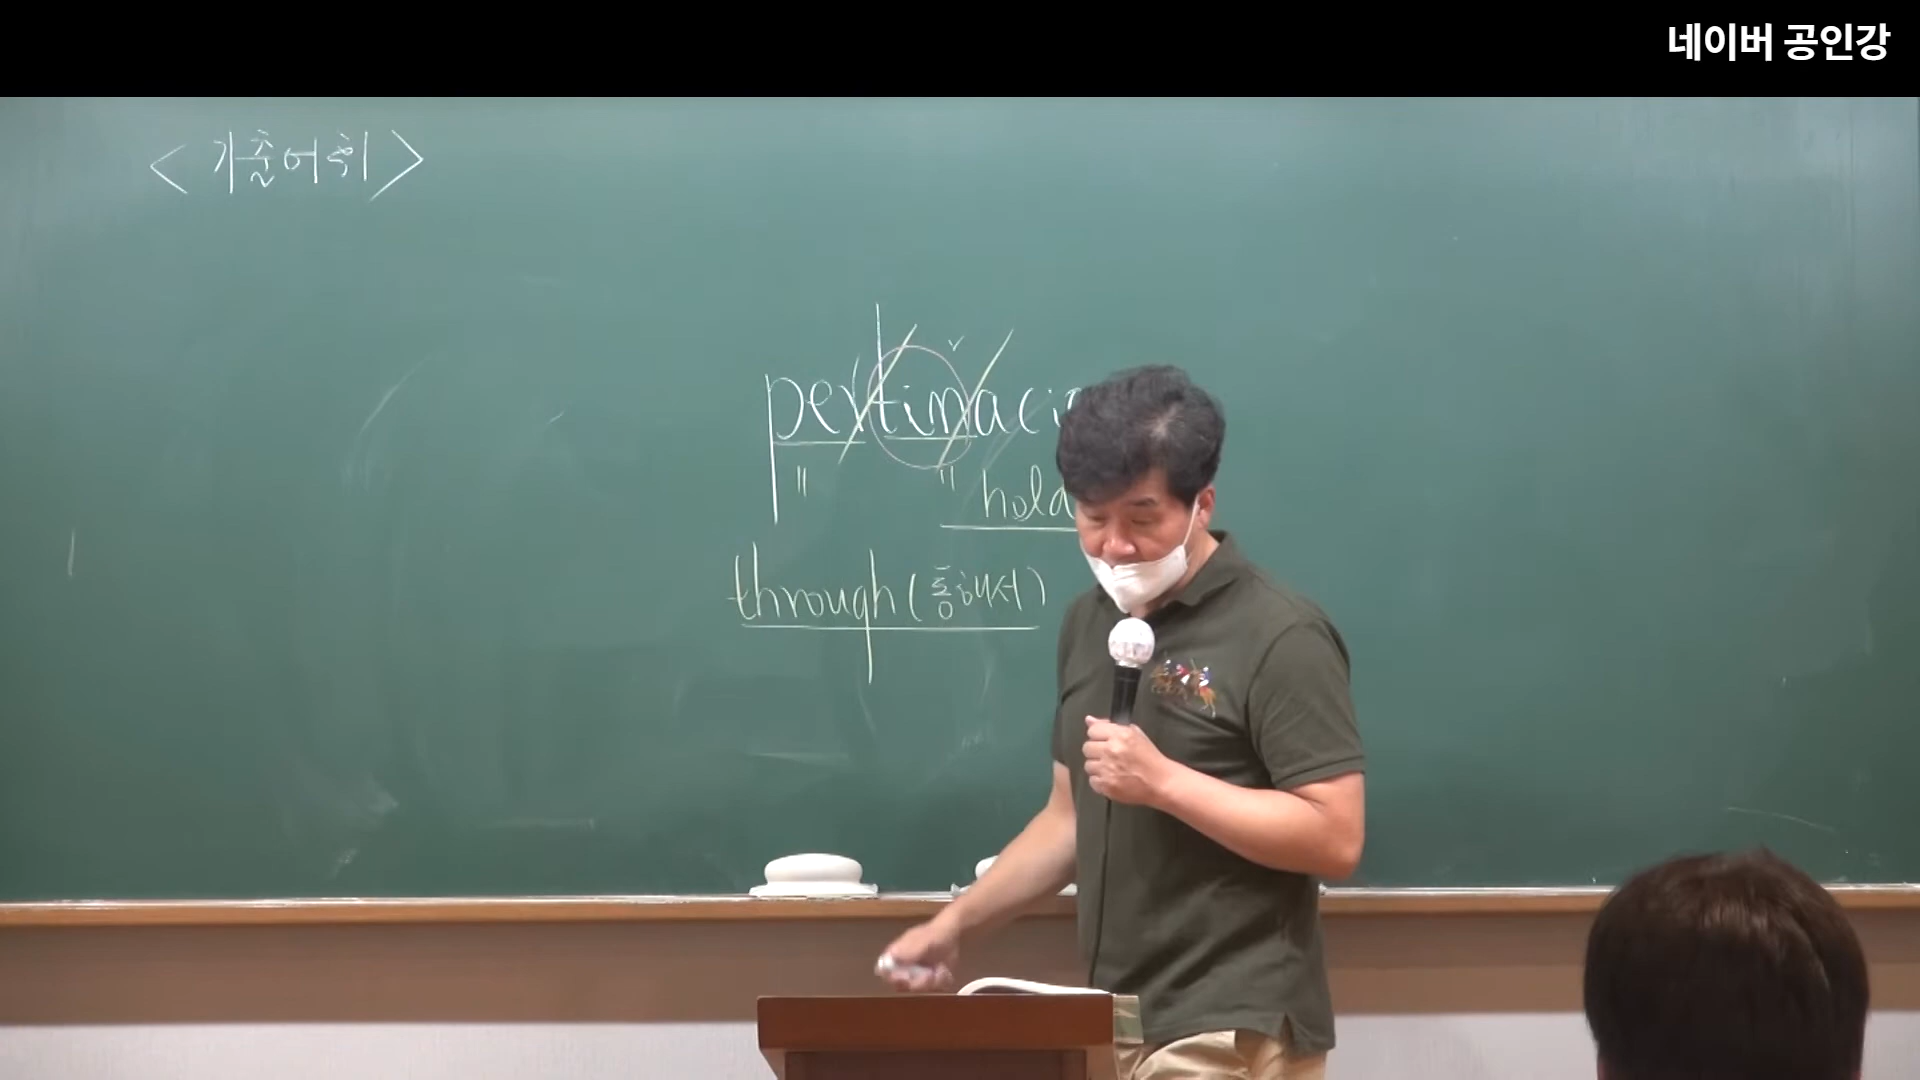 네이버 공인강
< 기출어휘 >
pertinaci
" " hold
through (통해서)